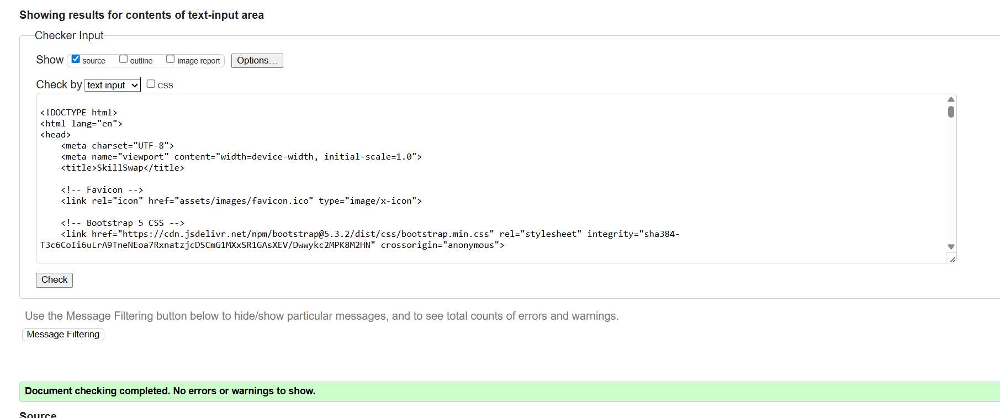 Showing results for contents of text-input area
Checker Input
Show source outline image report Options...
Check by text input CSS
<!DOCTYPE html>
<html lang="en">
<head>
    <meta charset="UTF-8">
    <meta name="viewport" content="width=device-width, initial-scale=1.0">
    <title>SkillSwap</title>
    <!-- Favicon -->
    <link rel="icon" href="assets/images/favicon.ico" type="image/x-icon">
    <!-- Bootstrap 5 CSS -->
    <link href="https://cdn.jsdelivr.net/npm/bootstrap@5.3.2/dist/css/bootstrap.min.css" rel="stylesheet" integrity="sha384-
T3c6CoIi6uLrA9TneNEoa7RxnatzjcDSCmG1MXxSR1GAsXEV/Dwwykc2MPK8M2HN" crossorigin="anonymous">
Check
Use the Message Filtering button below to hide/show particular messages, and to see total counts of errors and warnings.
Message Filtering
Document checking completed. No errors or warnings to show.
Source